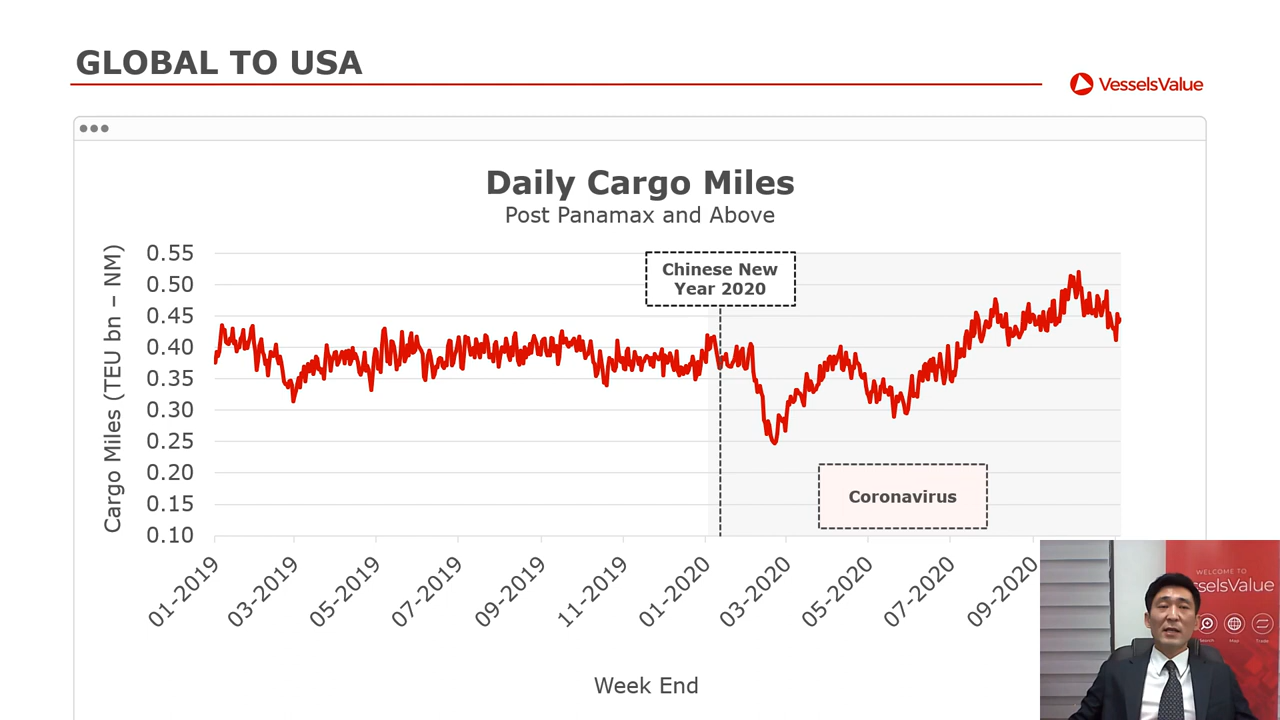 GLOBAL TO USA
VesselsValue
Daily Cargo Miles
Post Panamax and Above
Cargo Miles (TEU bn – NM)
0.55
0.50
0.45
0.40
0.35
0.30
0.25
0.20
0.15
0.10
Chinese New
Year 2020
Coronavirus
01-2019
03-2019
05-2019
07-2019
09-2019
11-2019
01-2020
03-2020
05-2020
07-2020
09-2020
Week End
WELCOME TO
sselsValue
Search
Map
Trade